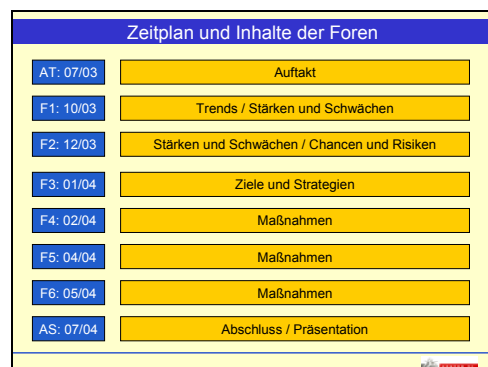 Zeitplan und Inhalte der Foren
AT: 07/03 Auftakt
F1: 10/03 Trends / Stärken und Schwächen
F2: 12/03 Stärken und Schwächen / Chancen und Risiken
F3: 01/04 Ziele und Strategien
F4: 02/04 Maßnahmen
F5: 04/04 Maßnahmen
F6: 05/04 Maßnahmen
AS: 07/04 Abschluss / Präsentation